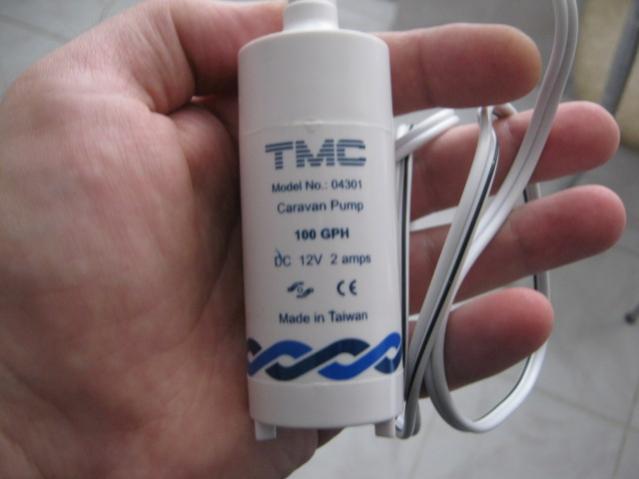 TMC
Model No.: 04301
Caravan Pump
100 GPH
DC 12V 2 amps
CE
Made in Taiwan